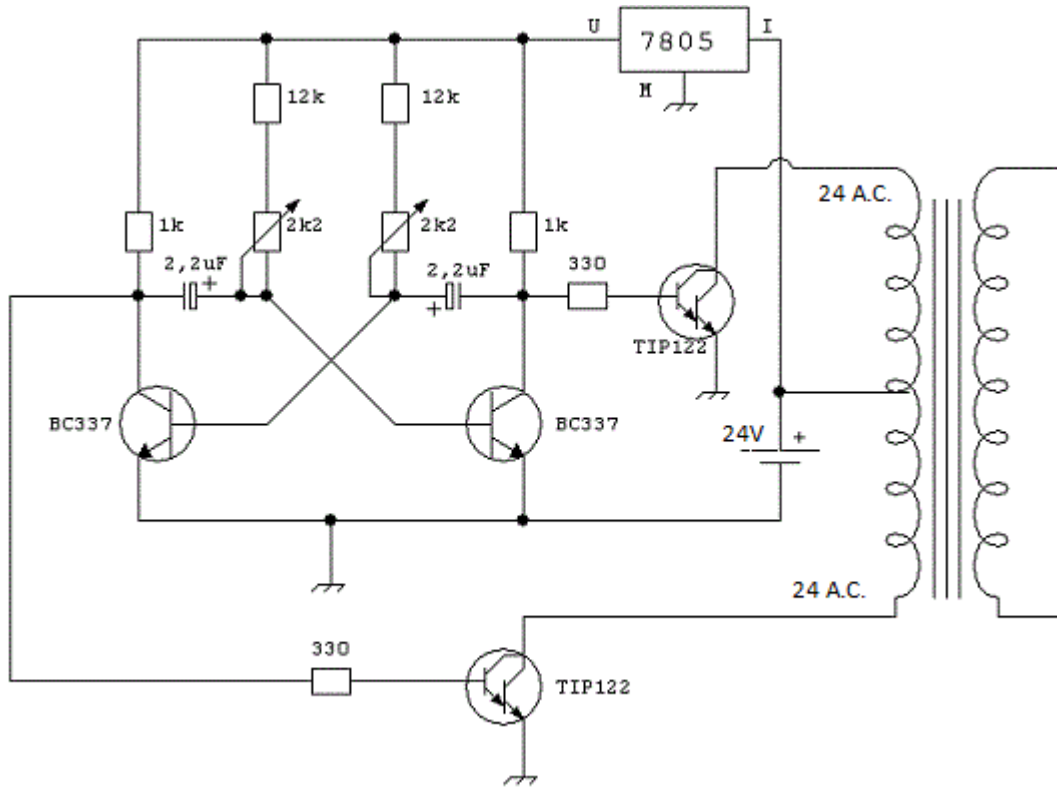 U
7805
I
M
12k
12k
1k
2k2
2k2
1k
24 A.C.
2,2uF
+
2,2uF
+
330
TIP122
BC337
BC337
24V
+
24 A.C.
330
TIP122